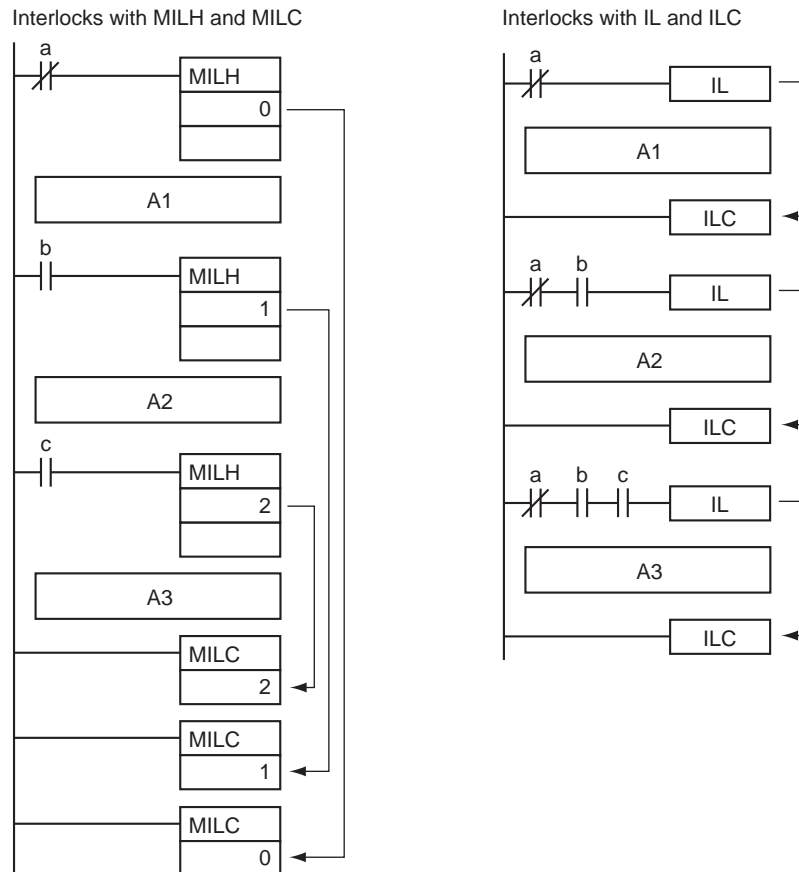 Interlocks with MILH and MILC
a
MILH
0
A1
b
MILH
1
A2
c
MILH
2
A3
MILC
2
MILC
1
MILC
0
Interlocks with IL and ILC
a
IL
A1
ILC
a b
IL
A2
ILC
a b c
IL
A3
ILC